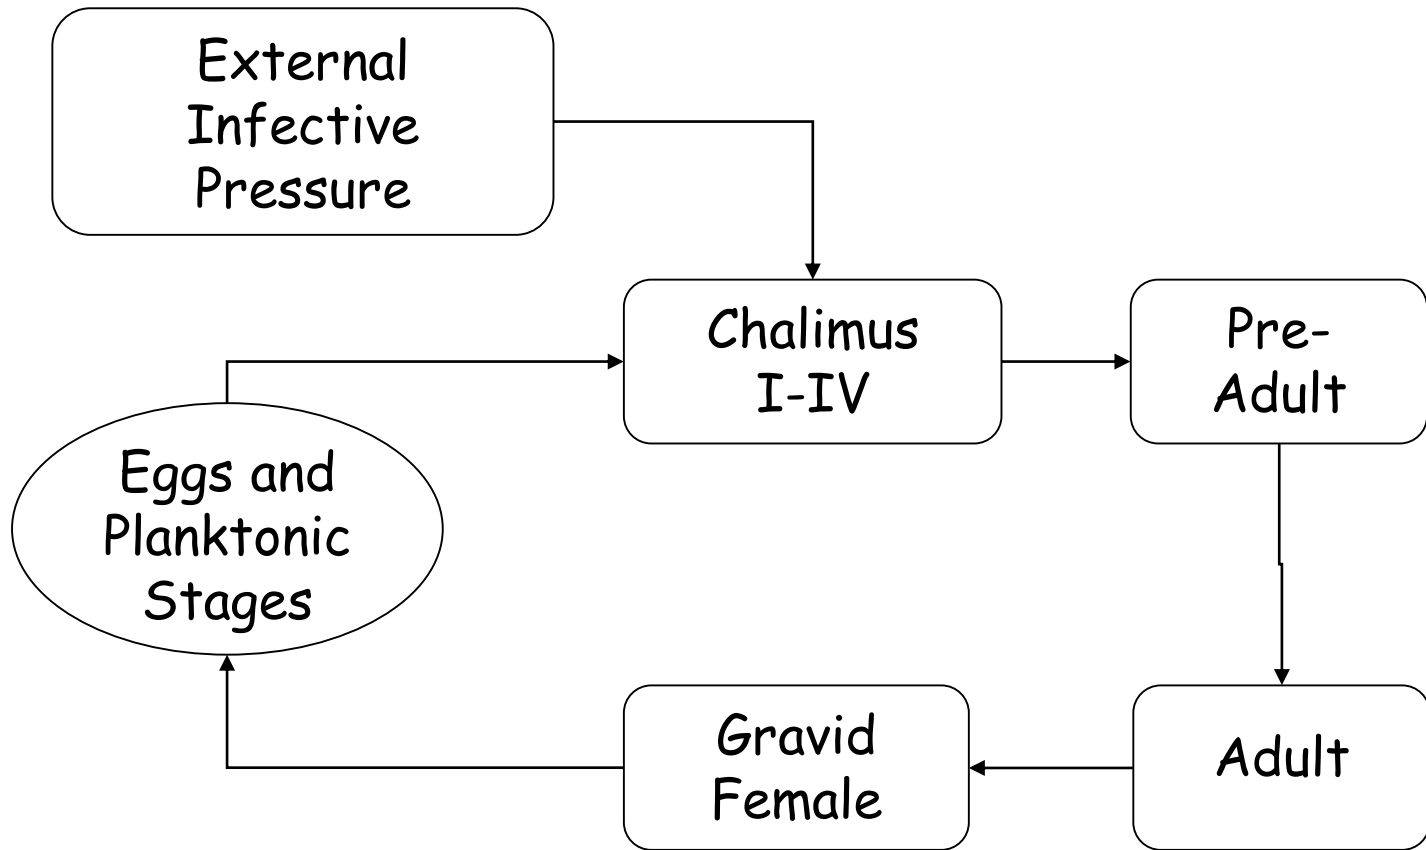 External
Infective
Pressure
Chalimus
I-IV
Pre-
Adult
Eggs and
Planktonic
Stages
Gravid
Female
Adult